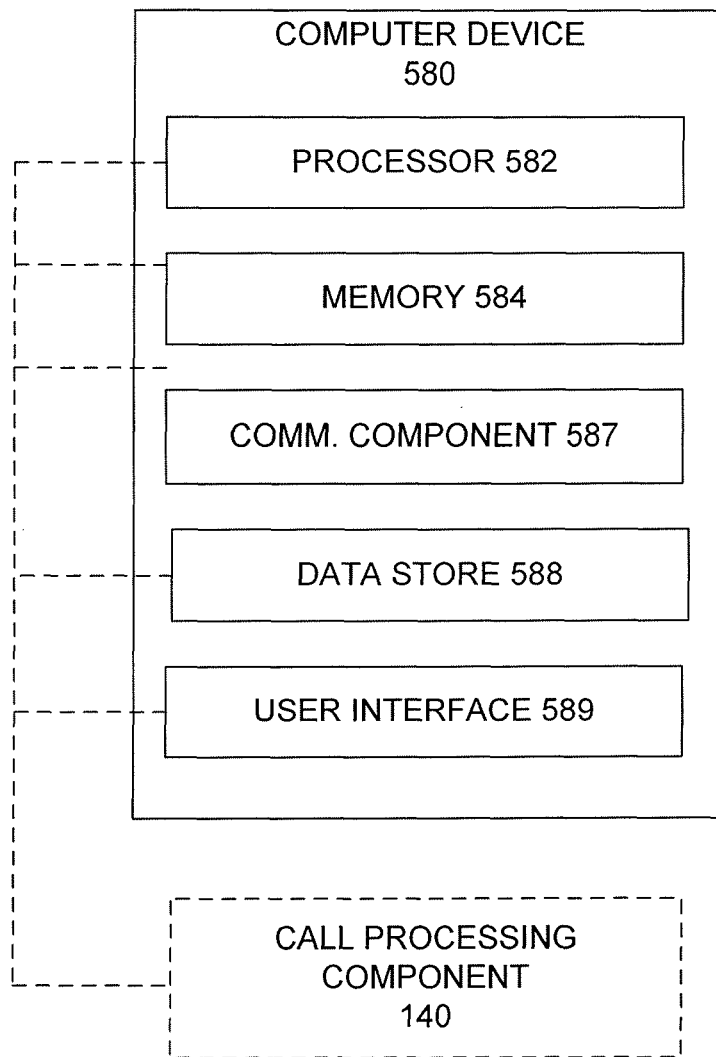 COMPUTER DEVICE
580
PROCESSOR 582
MEMORY 584
COMM. COMPONENT 587
DATA STORE 588
USER INTERFACE 589
CALL PROCESSING
COMPONENT
140